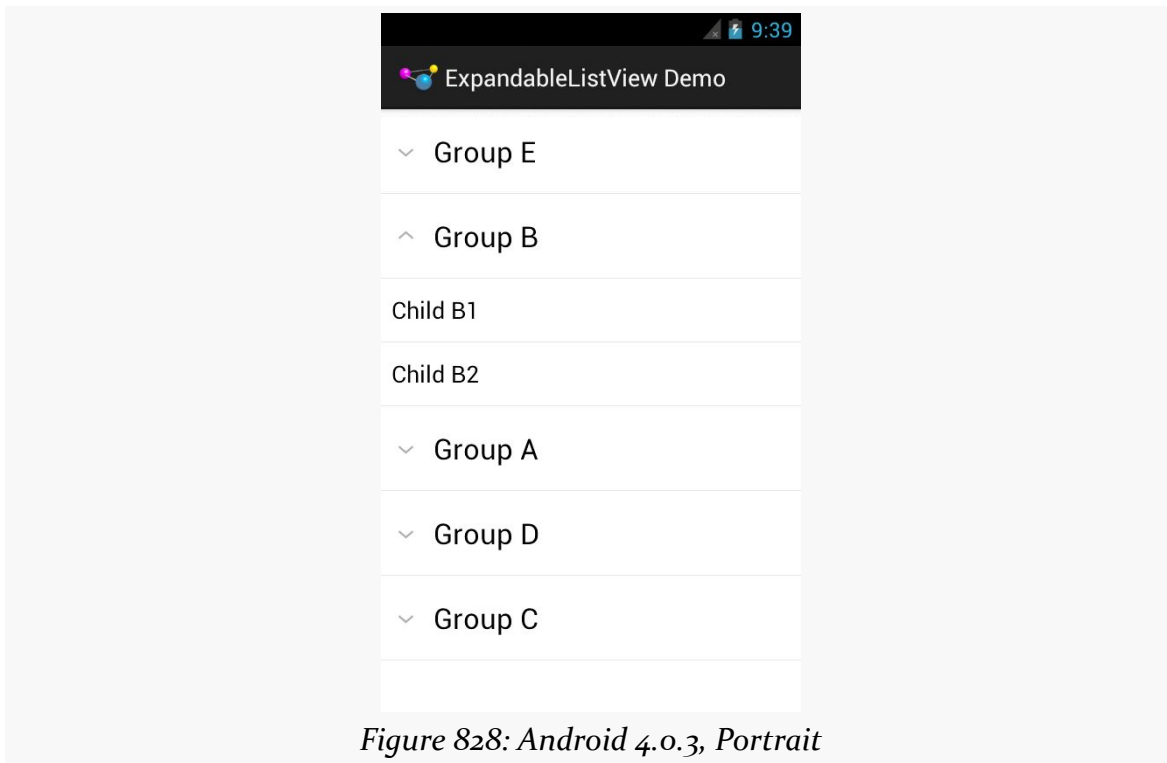 9:39
ExpandableListView Demo
Group E
Group B
Child B1
Child B2
Group A
Group D
Group C
Figure 828: Android 4.0.3, Portrait